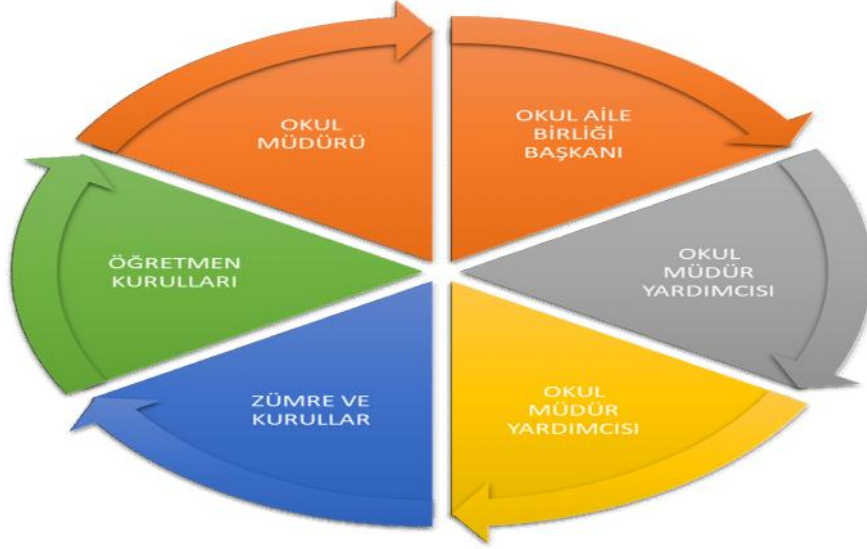 OKUL
MÜDÜRÜ
OKUL AİLE
BİRLİĞİ
BAŞKANI
OKUL
MÜDÜR
YARDIMCISI
OKUL
MÜDÜR
YARDIMCISI
ZÜMRE VE
KURULLAR
ÖĞRETMEN
KURULLARI